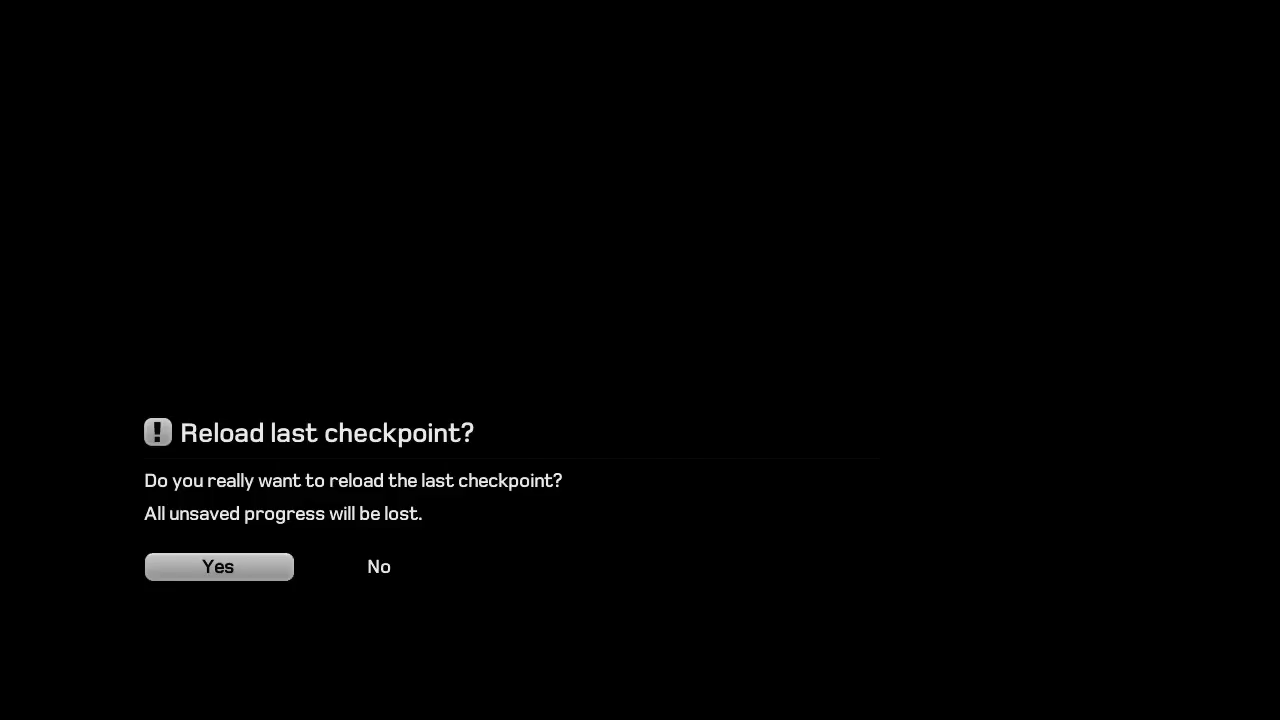 Reload last checkpoint?
Do you really want to reload the last checkpoint?
All unsaved progress will be lost.
Yes No